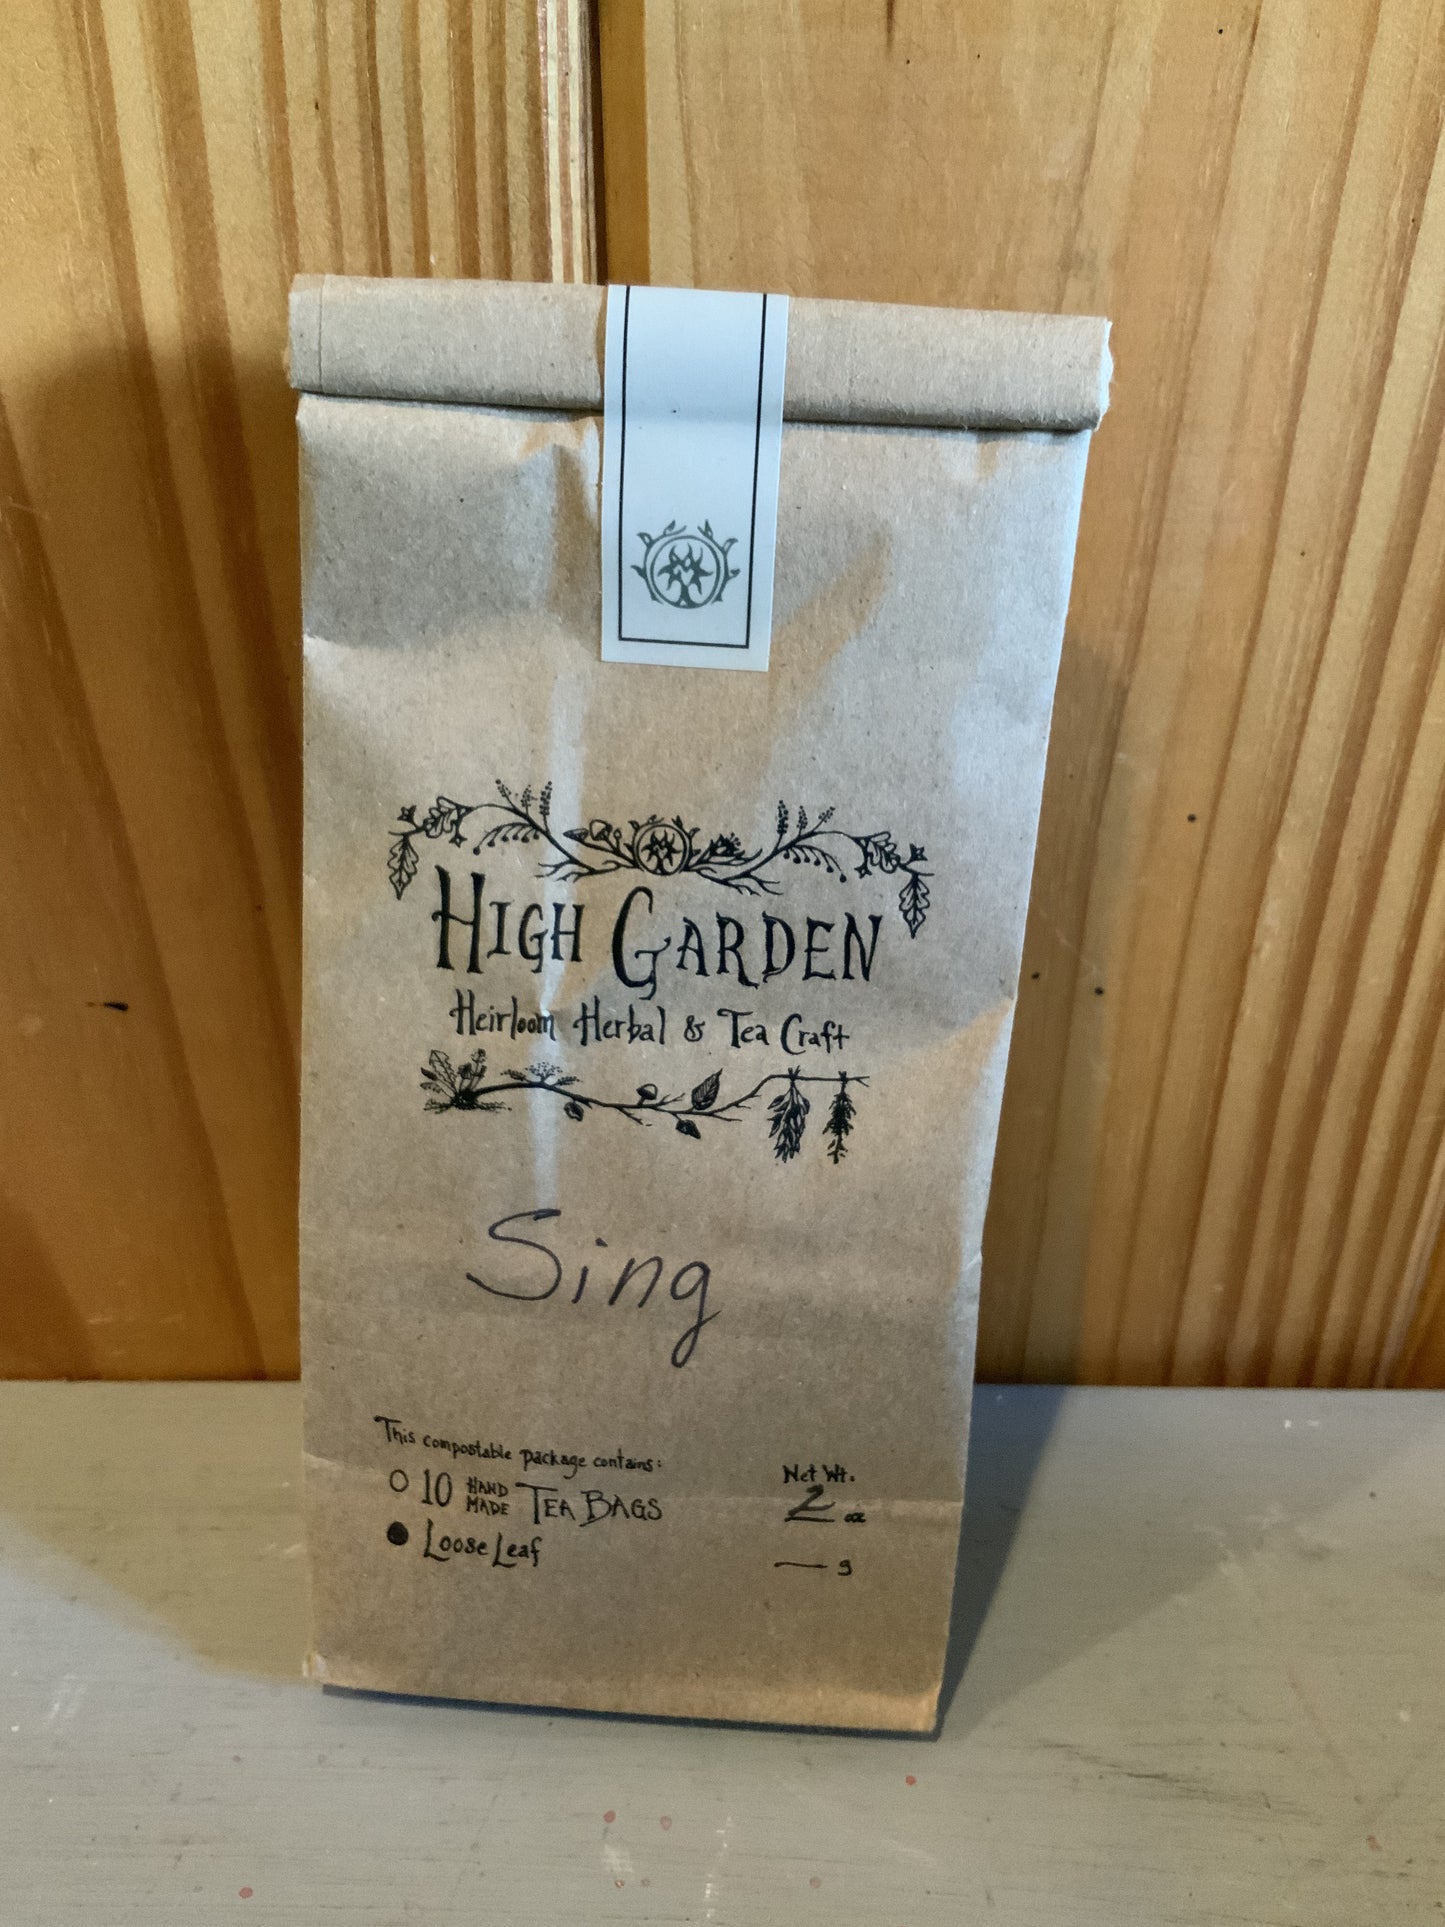 HIGH GARDEN
Heirloom Herbal & Tea Craft
Sing
This compostable package contains:
10 HAND MADE TEA BAGS
Loose Leaf
Net Wt.
2 oz
g